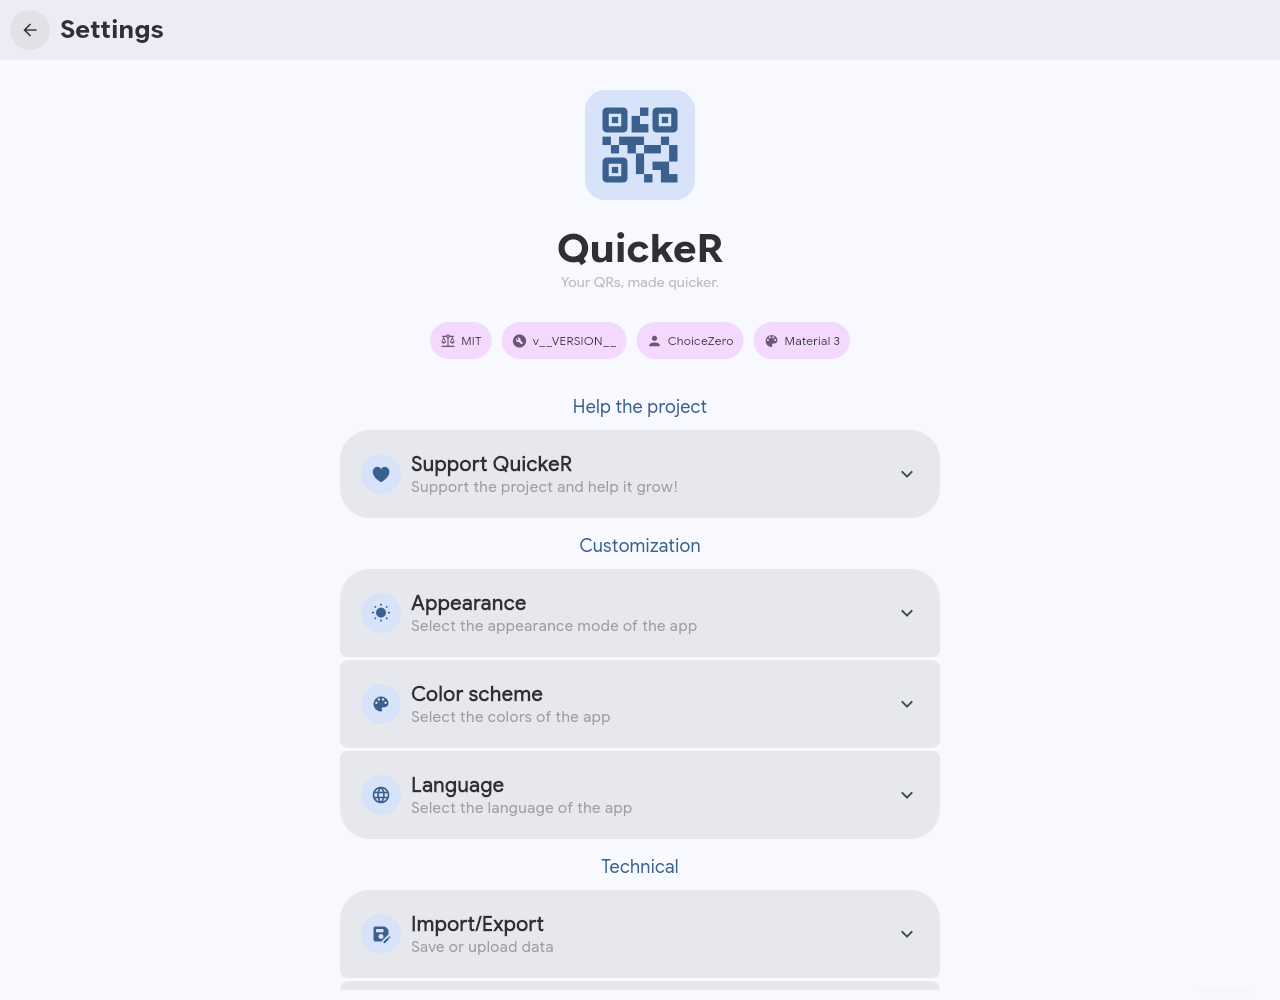 Settings
QuickeR
Your QRs, made quicker.
MIT
v__VERSION__
ChoiceZero
Material 3
Help the project
Support QuickeR
Support the project and help it grow!
Customization
Appearance
Select the appearance mode of the app
Color scheme
Select the colors of the app
Language
Select the language of the app
Technical
Import/Export
Save or upload data